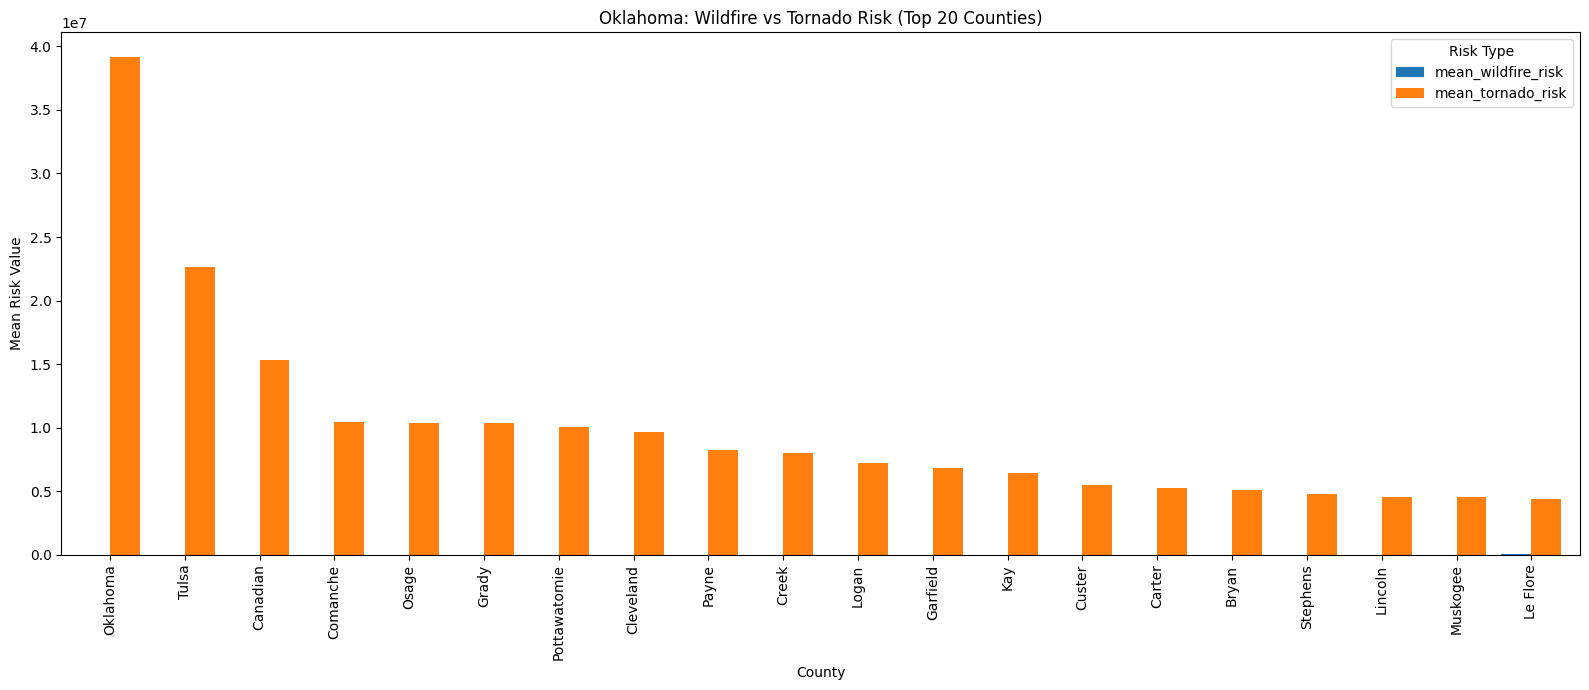 Oklahoma: Wildfire vs Tornado Risk (Top 20 Counties)
1e7
Risk Type
mean_wildfire_risk
mean_tornado_risk
Mean Risk Value
4.0
3.5
3.0
2.5
2.0
1.5
1.0
0.5
0.0
Oklahoma
Tulsa
Canadian
Comanche
Osage
Grady
Pottawatomie
Cleveland
Payne
Creek
Logan
Garfield
Kay
Custer
Carter
Bryan
Stephens
Lincoln
Muskogee
Le Flore
County